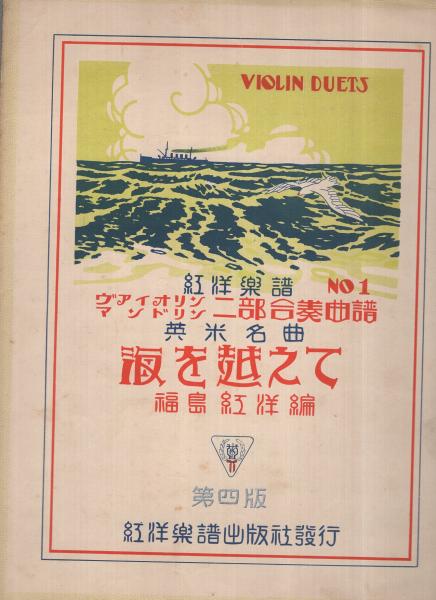 VIOLIN DUETS
紅洋樂譜 NO 1
ヴァイオリン
マンドリン 二部合奏曲譜
英米名曲
海を越えて
福島紅洋編
第四版
紅洋樂譜出版社發行